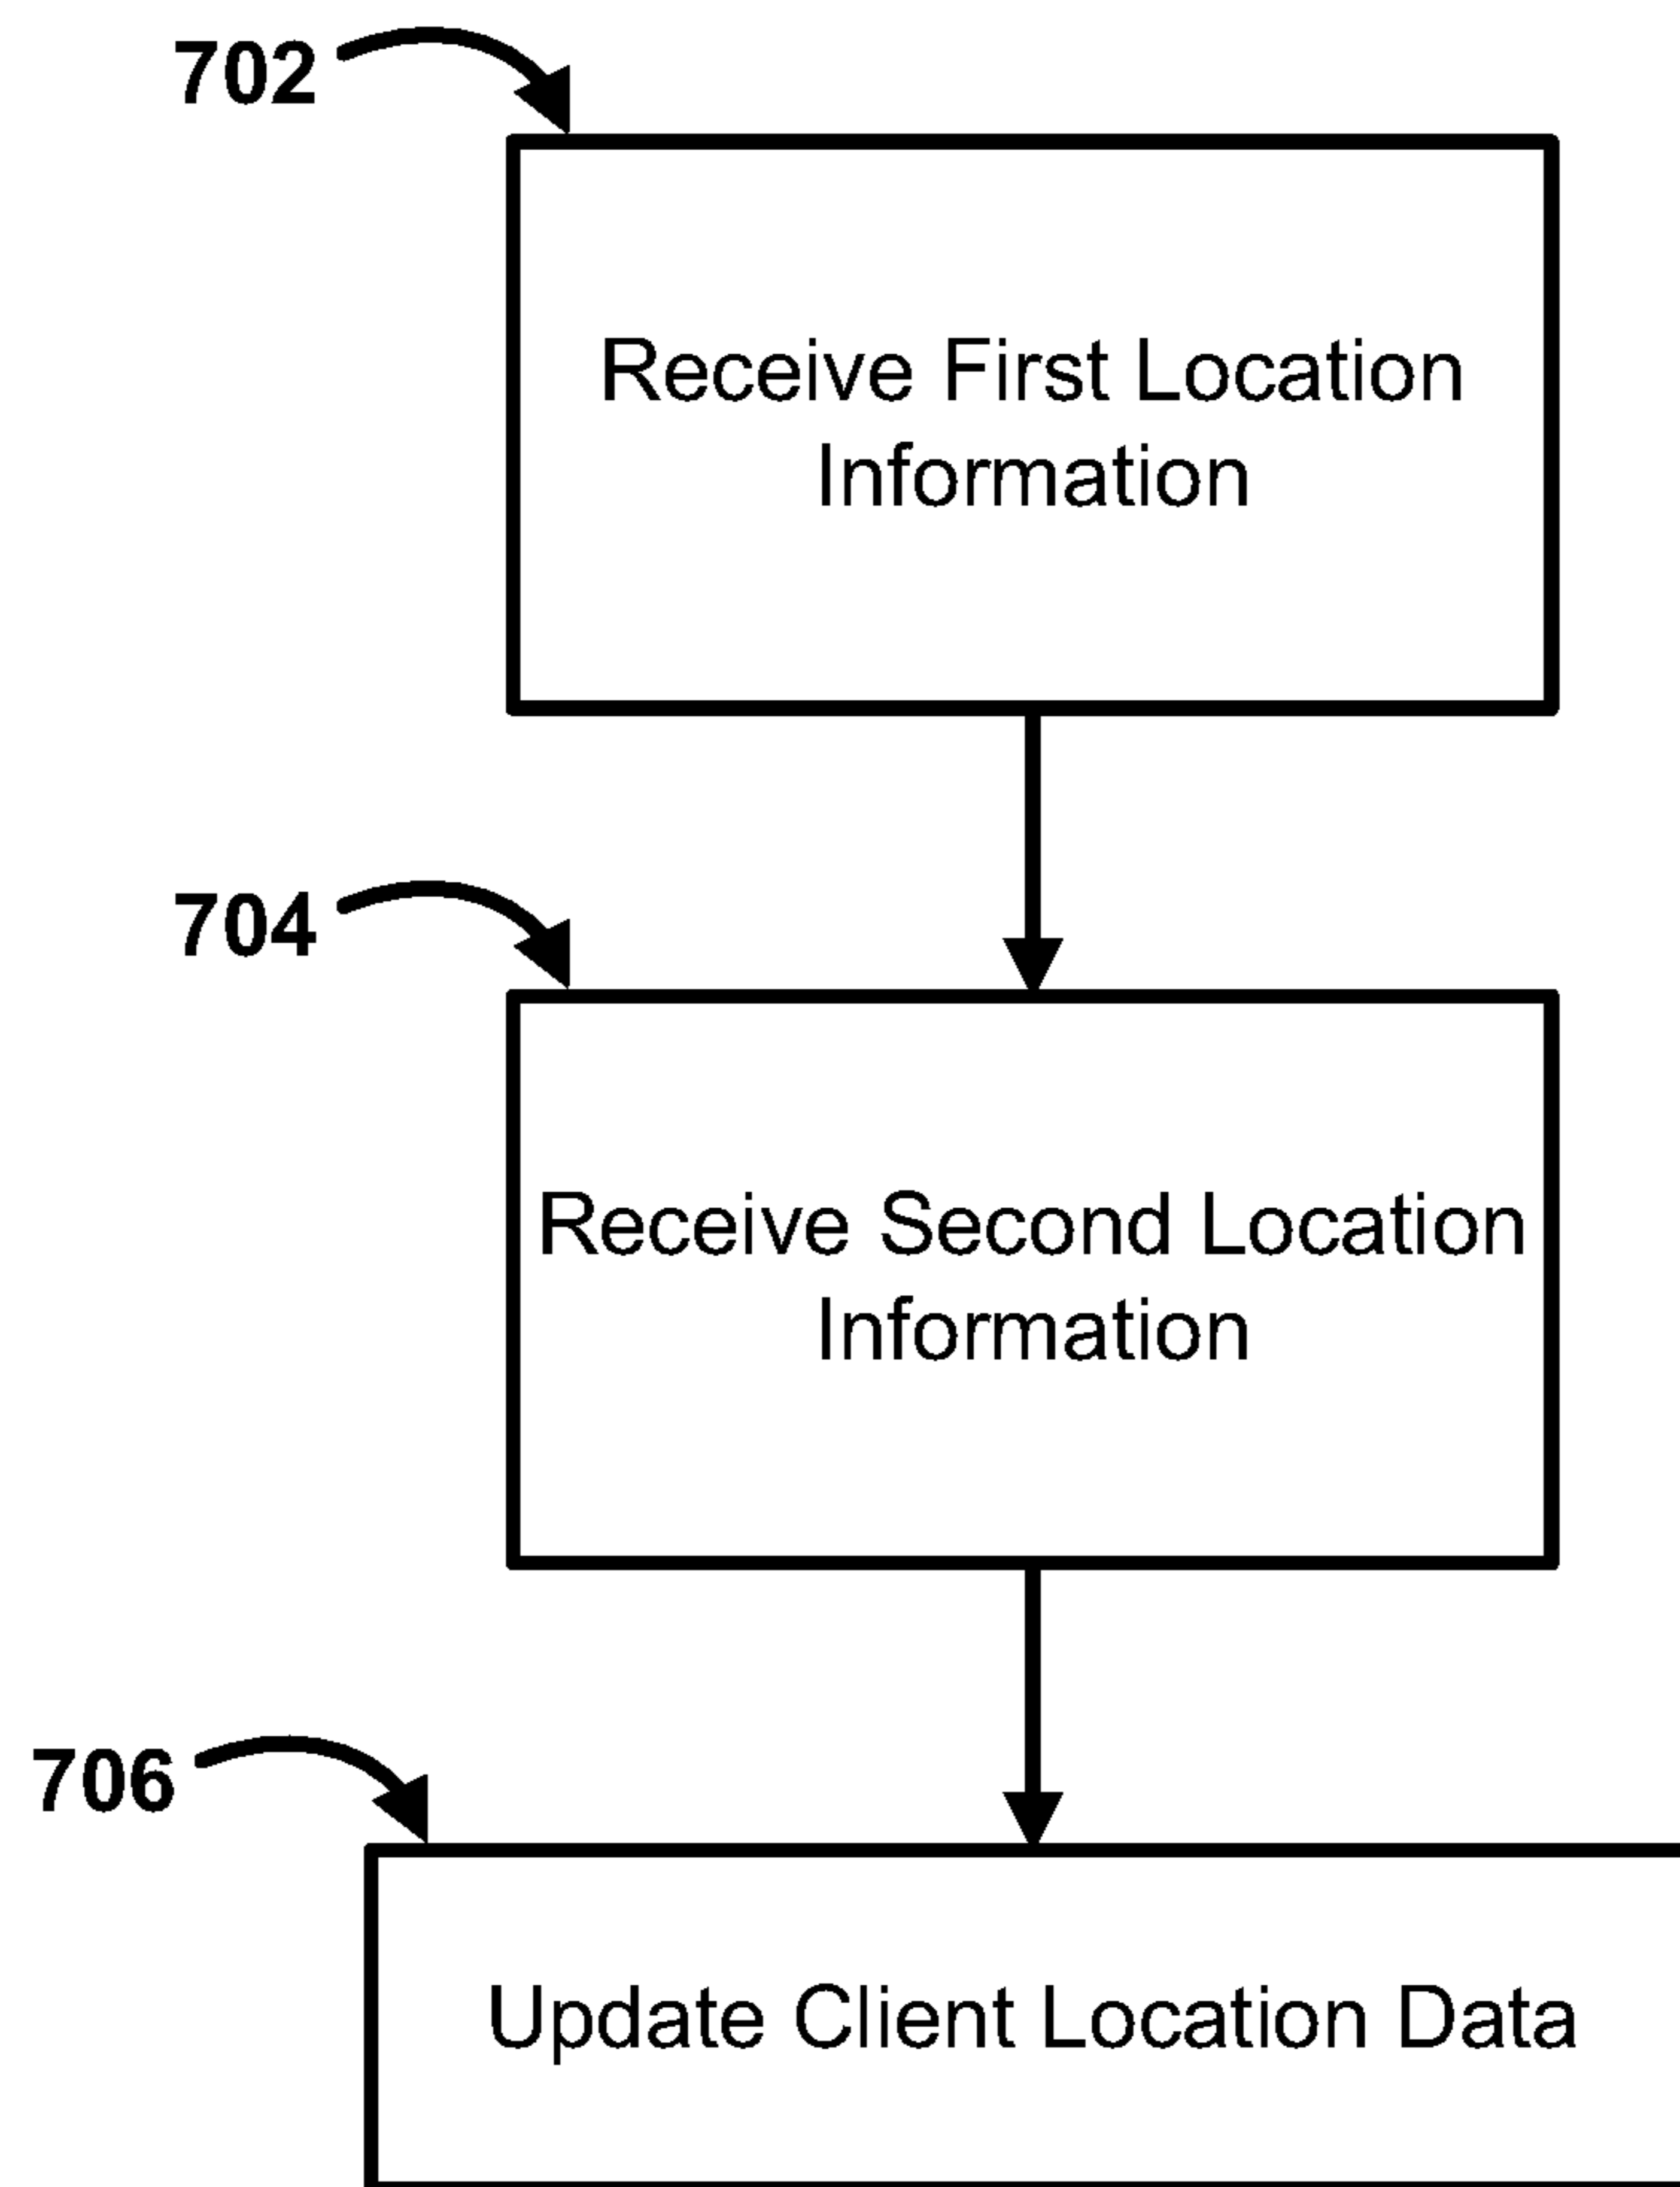 702
Receive First Location
Information
704
Receive Second Location
Information
706
Update Client Location Data